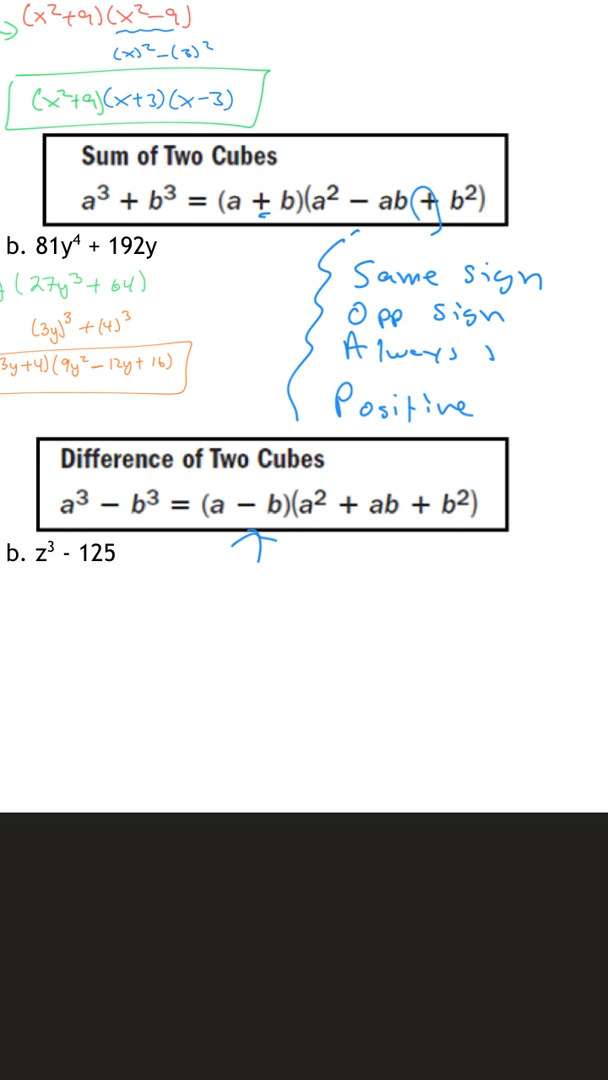 (x²+9)(x²-9)
(x)²-(3)²
(x²+9)(x+3)(x-3)
Sum of Two Cubes
a³ + b³ = (a + b)(a² − ab + b²)
b. 81y⁴ + 192y
(27y³+64)
(3y)³+(4)³
3y+4)(9y²-12y+16)
Same sign
Opp sign
Always
Positive
Difference of Two Cubes
a³ − b³ = (a − b)(a² + ab + b²)
b. z³ - 125